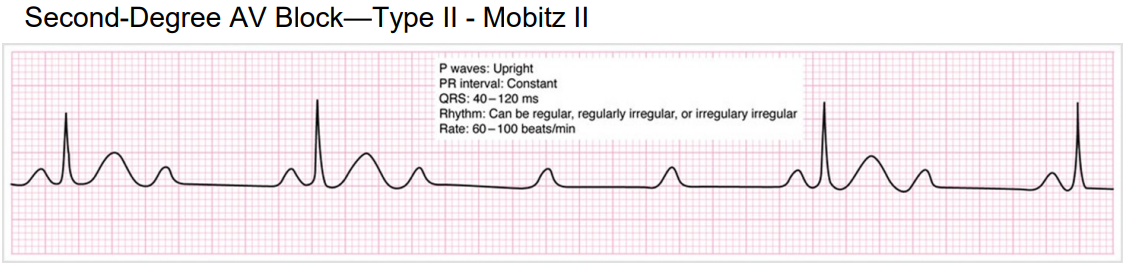 Second-Degree AV Block—Type II - Mobitz II
P waves: Upright
PR interval: Constant
QRS: 40–120 ms
Rhythm: Can be regular, regularly irregular, or irregulary irregular
Rate: 60–100 beats/min